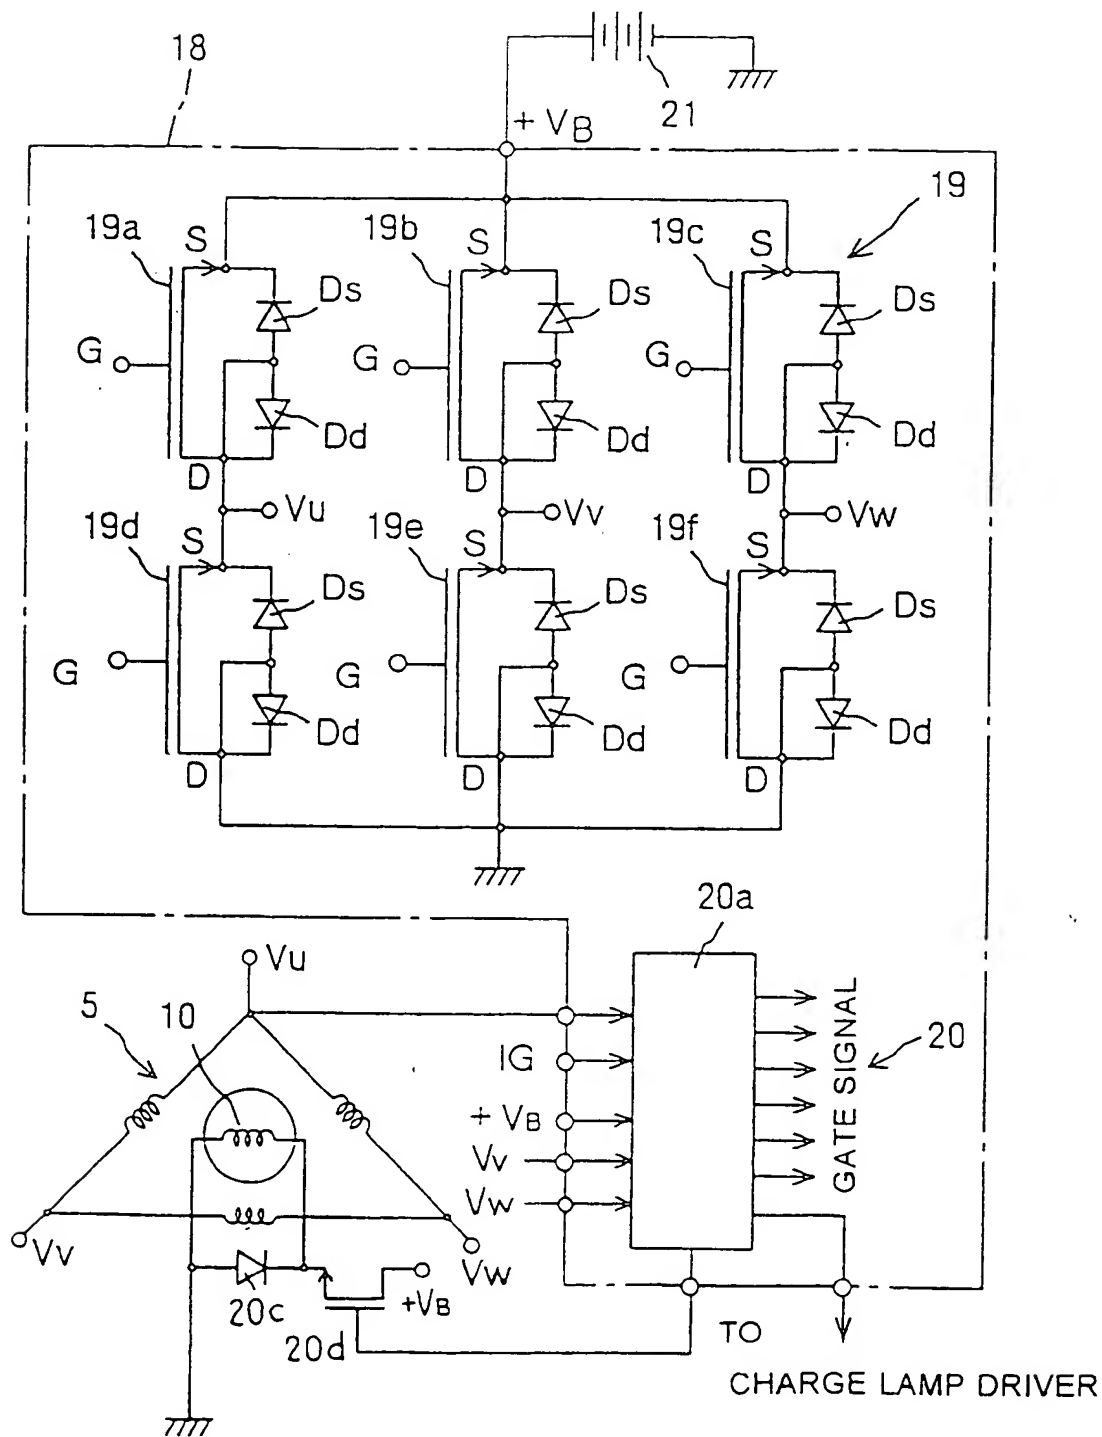 18
21
+ VB
19
19a
S
19b
S
19c
S
Ds
Ds
Ds
G
G
G
Dd
Dd
Dd
D
D
D
Vu
Vv
Vw
19d
S
19e
S
19f
S
Ds
Ds
Ds
G
G
G
Dd
Dd
Dd
D
D
D
20a
Vu
5
10
IG
+ VB
Vv
Vw
GATE SIGNAL
20
Vv
Vw
20c
+VB
20d
TO
CHARGE LAMP DRIVER